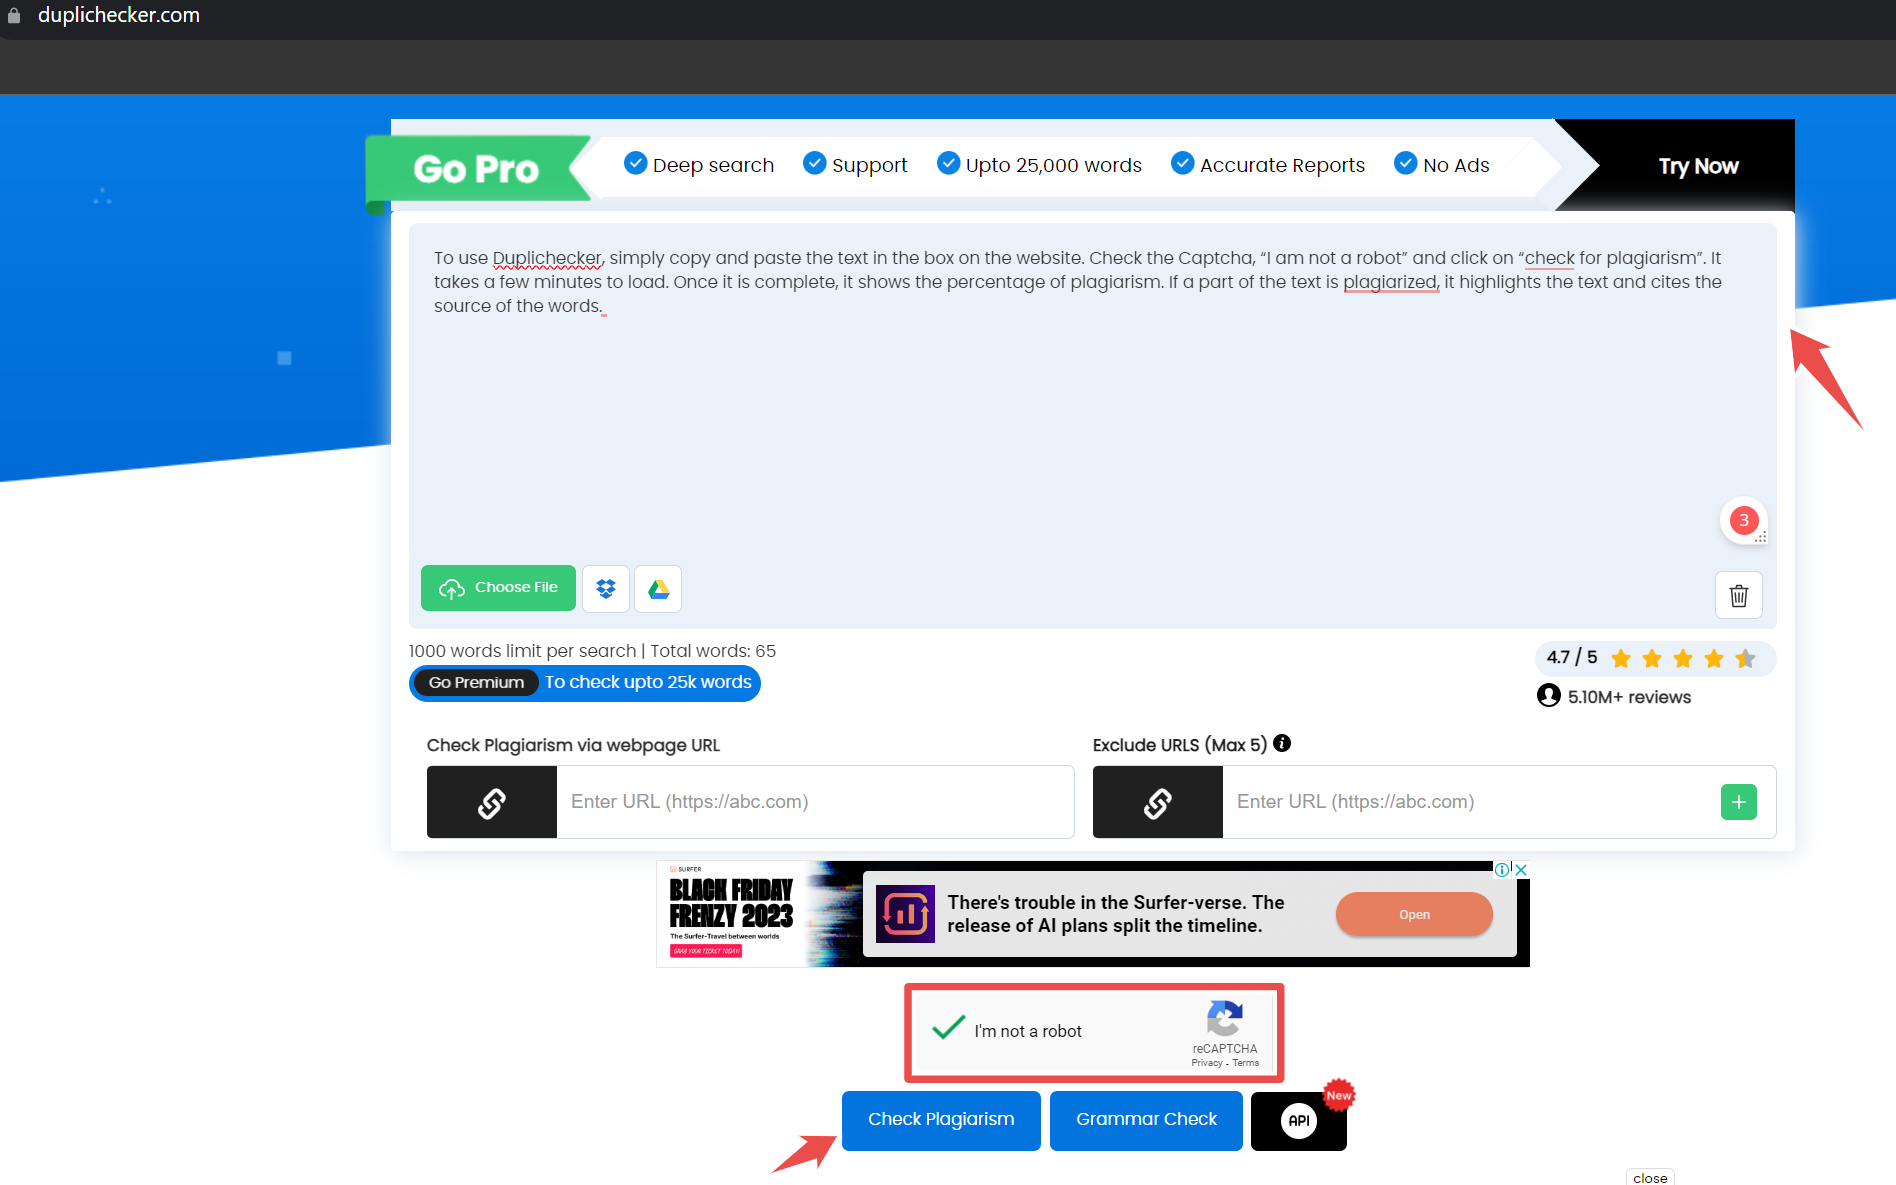 duplichecker.com
Go Pro
Deep search
Support
Upto 25,000 words
Accurate Reports
No Ads
Try Now
To use Duplichecker, simply copy and paste the text in the box on the website. Check the Captcha, “I am not a robot” and click on “check for plagiarism”. It
takes a few minutes to load. Once it is complete, it shows the percentage of plagiarism. If a part of the text is plagiarized, it highlights the text and cites the
source of the words.
3
Choose File
1000 words limit per search | Total words: 65
Go Premium To check upto 25k words
4.7 / 5
5.10M+ reviews
Check Plagiarism via webpage URL
Exclude URLS (Max 5)
Enter URL (https://abc.com)
Enter URL (https://abc.com)
SURFER
BLACK FRIDAY
FRENZY 2023
The Surfer-Travel between worlds
GRAB YOUR TICKET TODAY!
There's trouble in the Surfer-verse. The
release of AI plans split the timeline.
Open
I'm not a robot
reCAPTCHA
Privacy - Terms
Check Plagiarism
Grammar Check
API
New
close